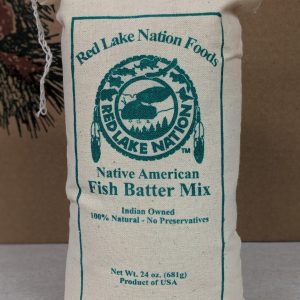 Red Lake Nation Foods
RED LAKE NATION
TM
Native American
Fish Batter Mix
Indian Owned
100% Natural - No Preservatives
Net Wt. 24 oz. (681g)
Product of USA